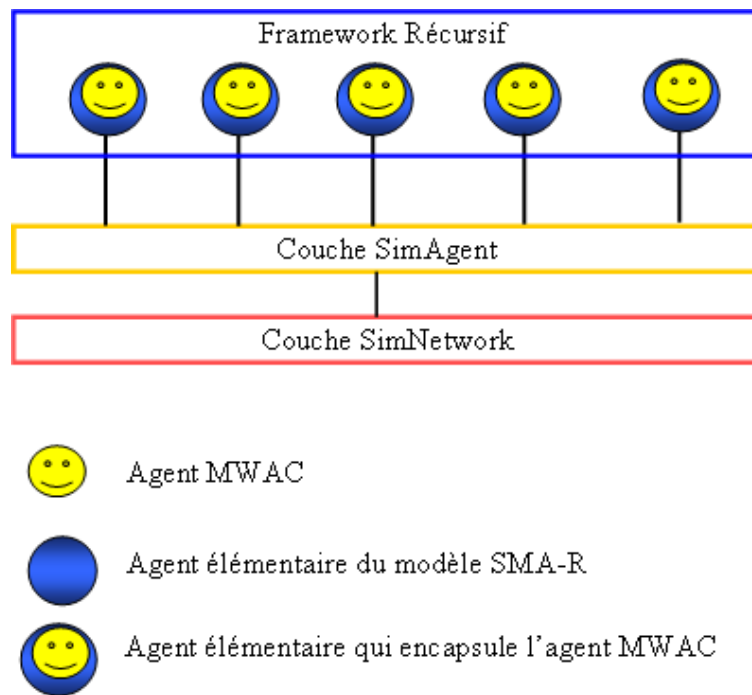 Framework Récursif
Couche SimAgent
Couche SimNetwork
Agent MWAC
Agent élémentaire du modèle SMA-R
Agent élémentaire qui encapsule l'agent MWAC